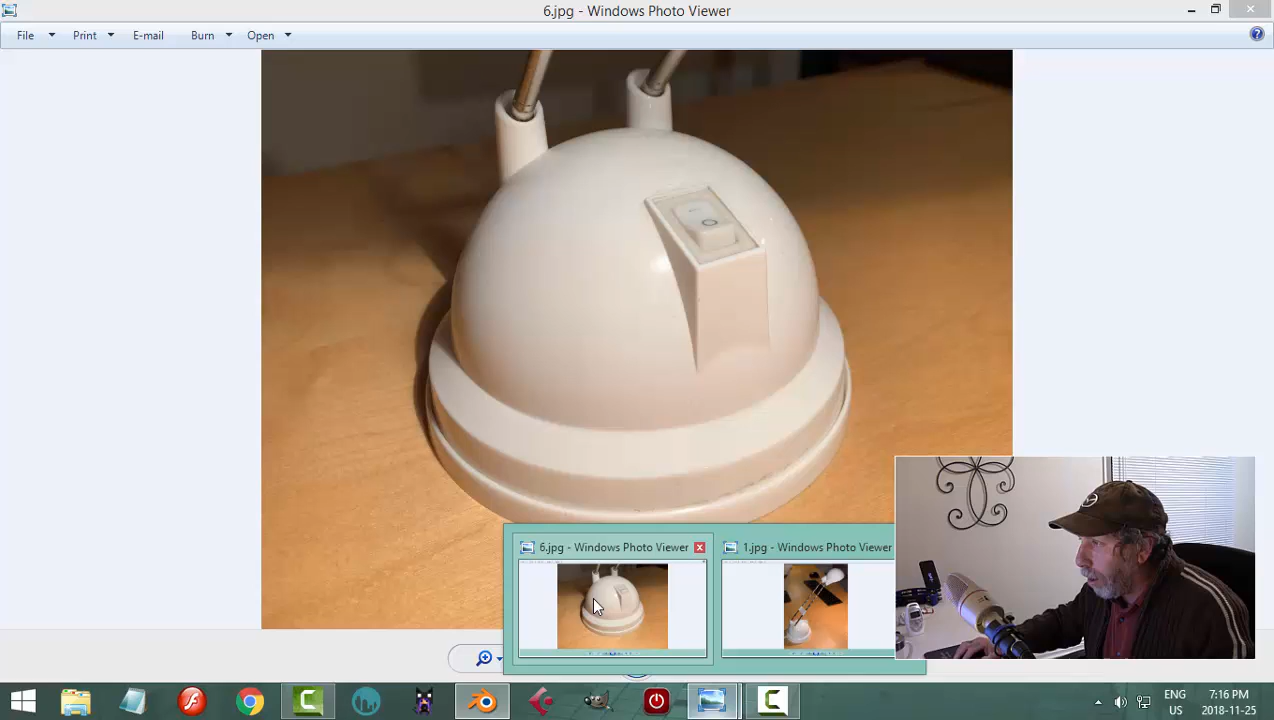 6.jpg - Windows Photo Viewer
File Print E-mail Burn Open
6.jpg - Windows Photo Viewer
1.jpg - Windows Photo Viewer
ENG 7:16 PM
US 2018-11-25